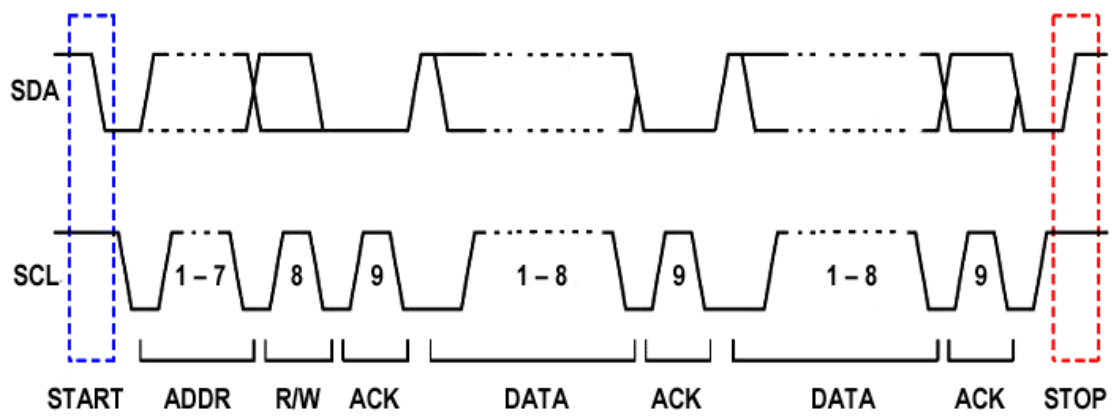 SDA
SCL 1 – 7 8 9 1 – 8 9 1 – 8 9
START ADDR R/W ACK DATA ACK DATA ACK STOP